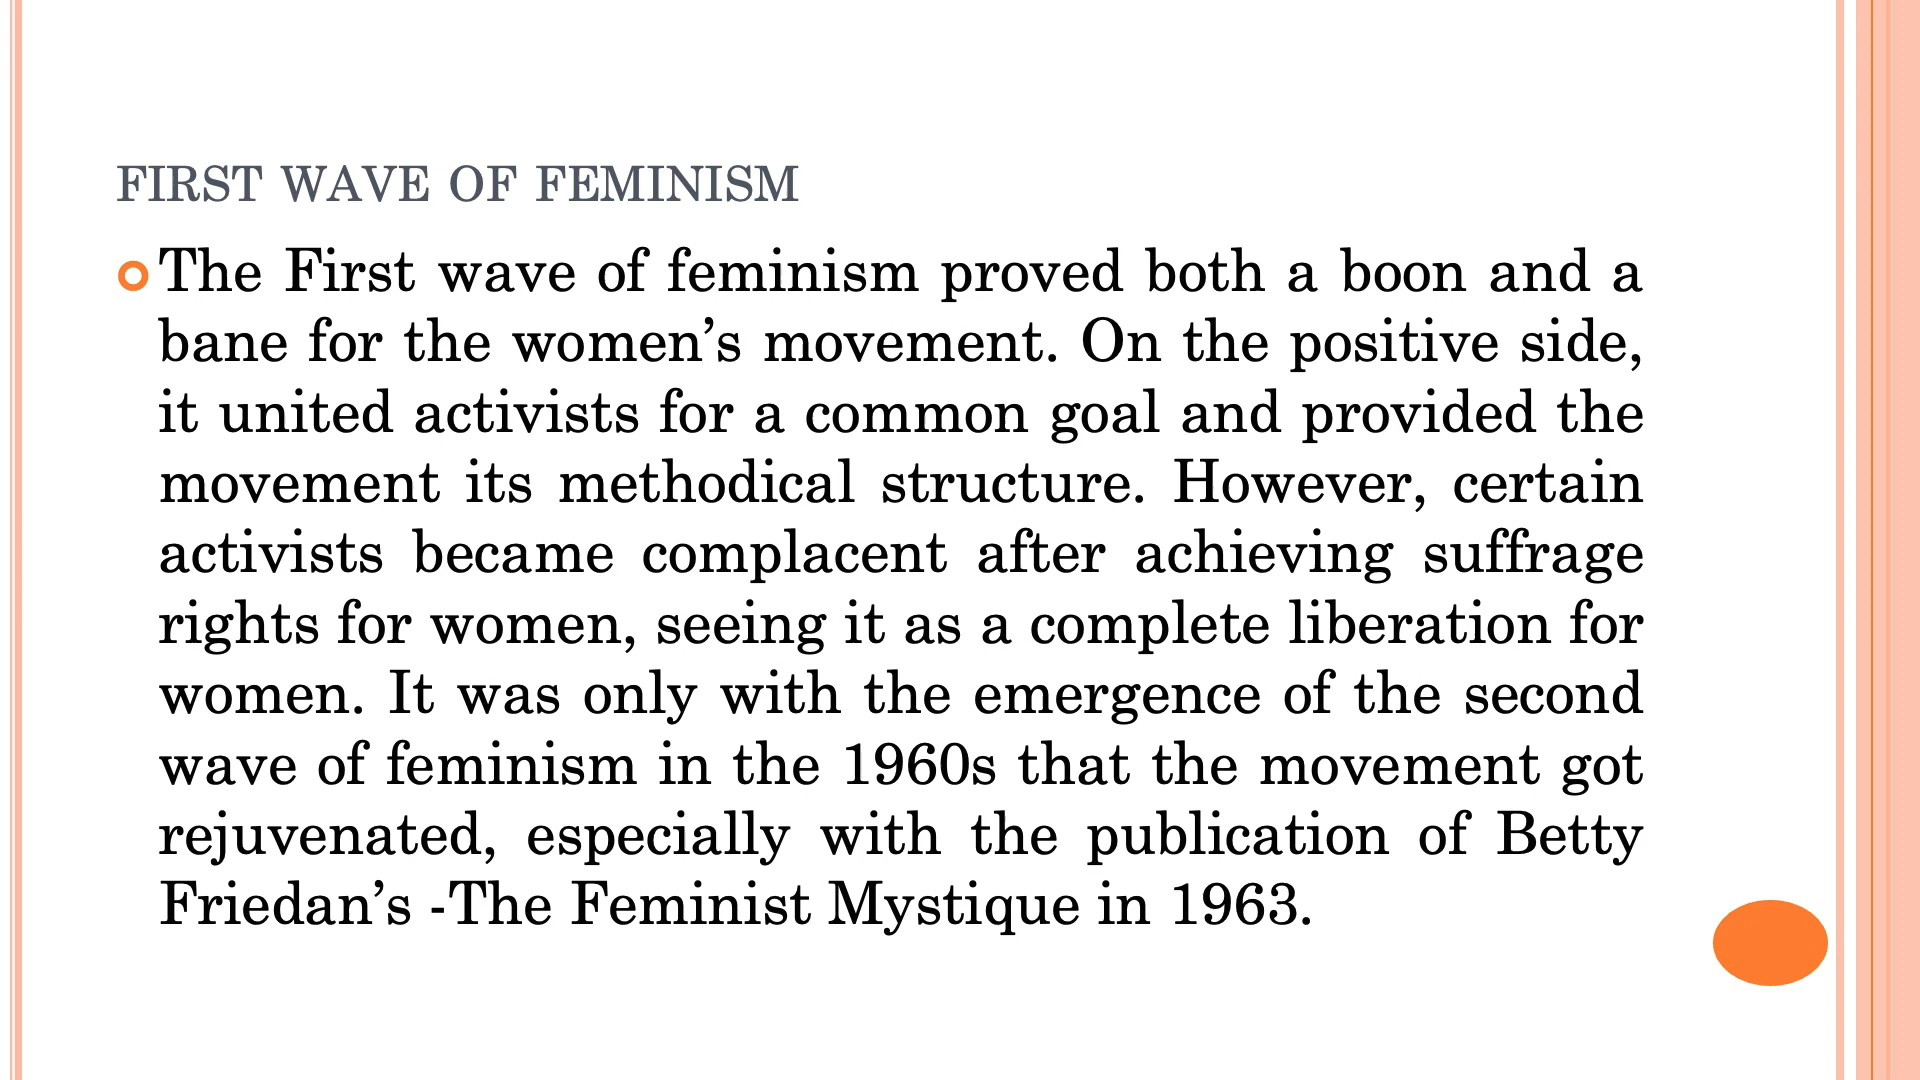 FIRST WAVE OF FEMINISM
The First wave of feminism proved both a boon and a
bane for the women’s movement. On the positive side,
it united activists for a common goal and provided the
movement its methodical structure. However, certain
activists became complacent after achieving suffrage
rights for women, seeing it as a complete liberation for
women. It was only with the emergence of the second
wave of feminism in the 1960s that the movement got
rejuvenated, especially with the publication of Betty
Friedan’s -The Feminist Mystique in 1963.